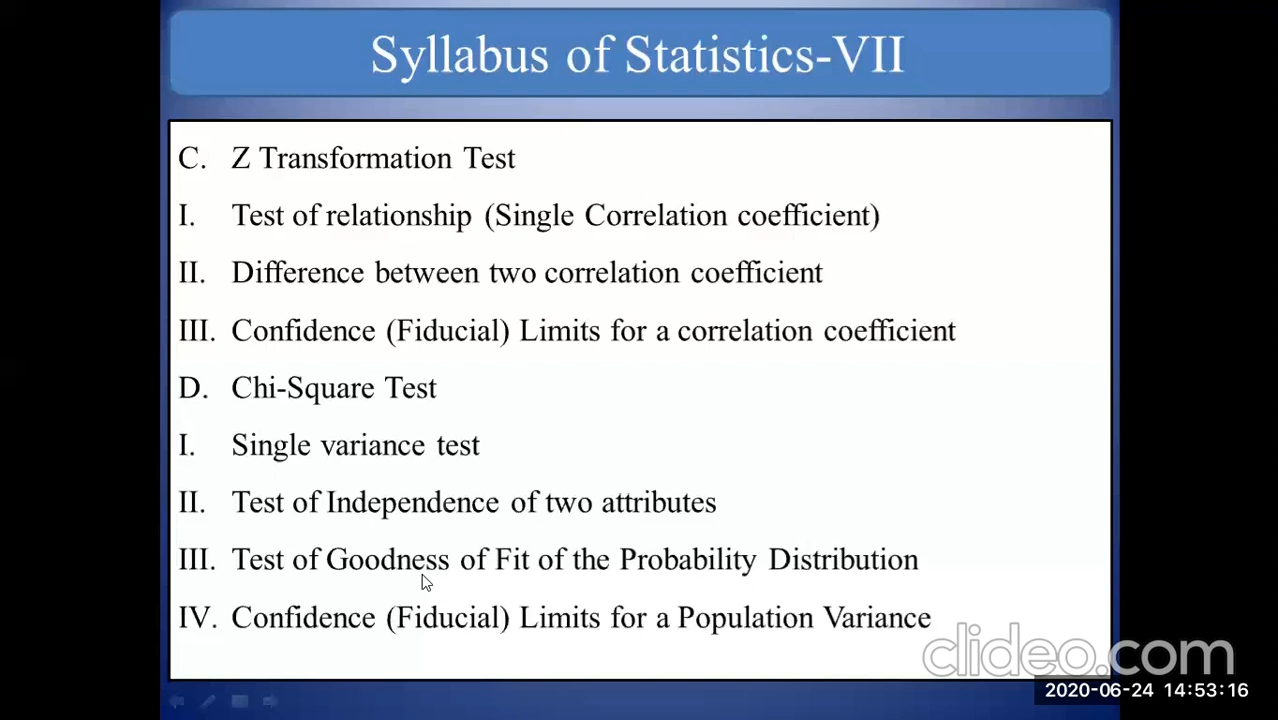 Syllabus of Statistics-VII
C. Z Transformation Test
I. Test of relationship (Single Correlation coefficient)
II. Difference between two correlation coefficient
III. Confidence (Fiducial) Limits for a correlation coefficient
D. Chi-Square Test
I. Single variance test
II. Test of Independence of two attributes
III. Test of Goodness of Fit of the Probability Distribution
IV. Confidence (Fiducial) Limits for a Population Variance
clideo.com
2020-06-24 14:53:16